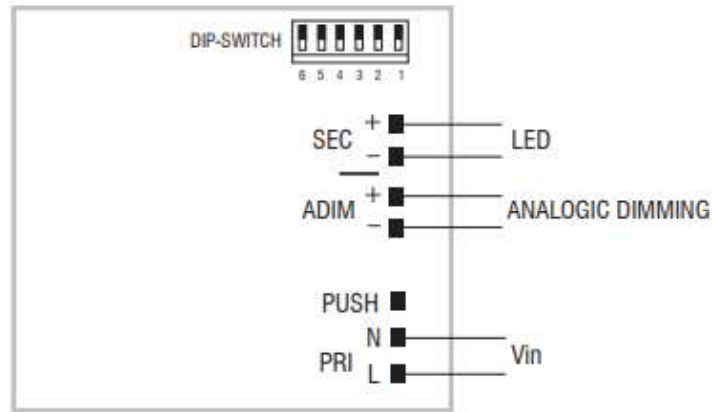 DIP-SWITCH
6 5 4 3 2 1
SEC + LED
−
ADIM + ANALOGIC DIMMING
−
PUSH
N
PRI Vin
L